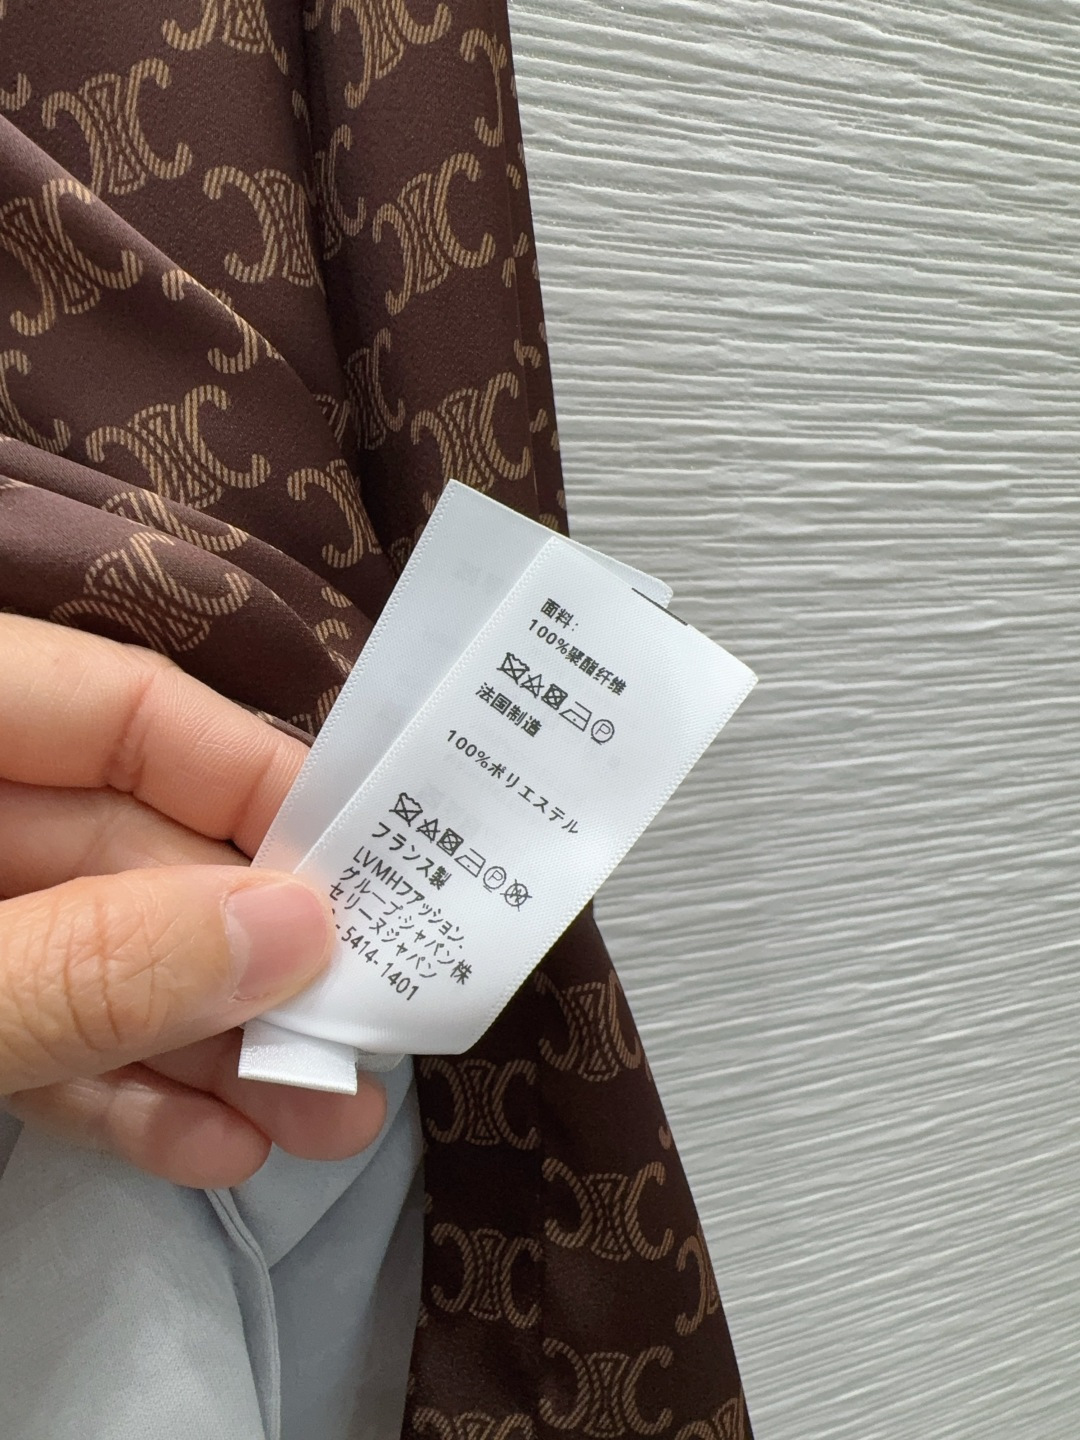 面料:
100%聚酯纤维
P
法国制造
100%ポリエステル
P W
フランス製
LVMHファッション.
グループ.ジャパン株
セリーヌジャパン
-5414-1401